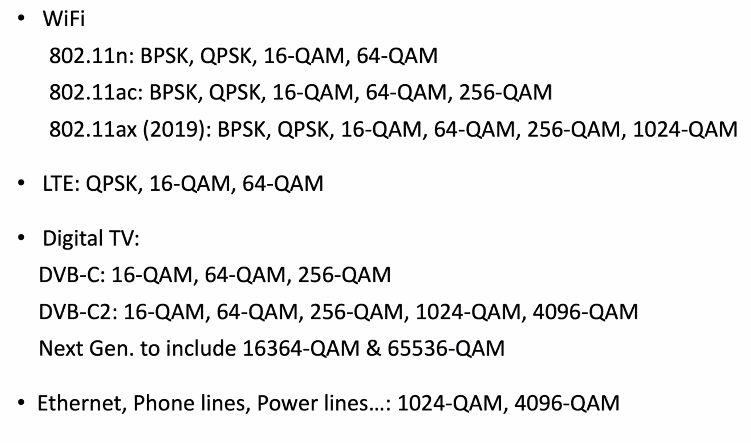 • WiFi
802.11n: BPSK, QPSK, 16-QAM, 64-QAM
802.11ac: BPSK, QPSK, 16-QAM, 64-QAM, 256-QAM
802.11ax (2019): BPSK, QPSK, 16-QAM, 64-QAM, 256-QAM, 1024-QAM
• LTE: QPSK, 16-QAM, 64-QAM
• Digital TV:
DVB-C: 16-QAM, 64-QAM, 256-QAM
DVB-C2: 16-QAM, 64-QAM, 256-QAM, 1024-QAM, 4096-QAM
Next Gen. to include 16364-QAM & 65536-QAM
• Ethernet, Phone lines, Power lines...: 1024-QAM, 4096-QAM